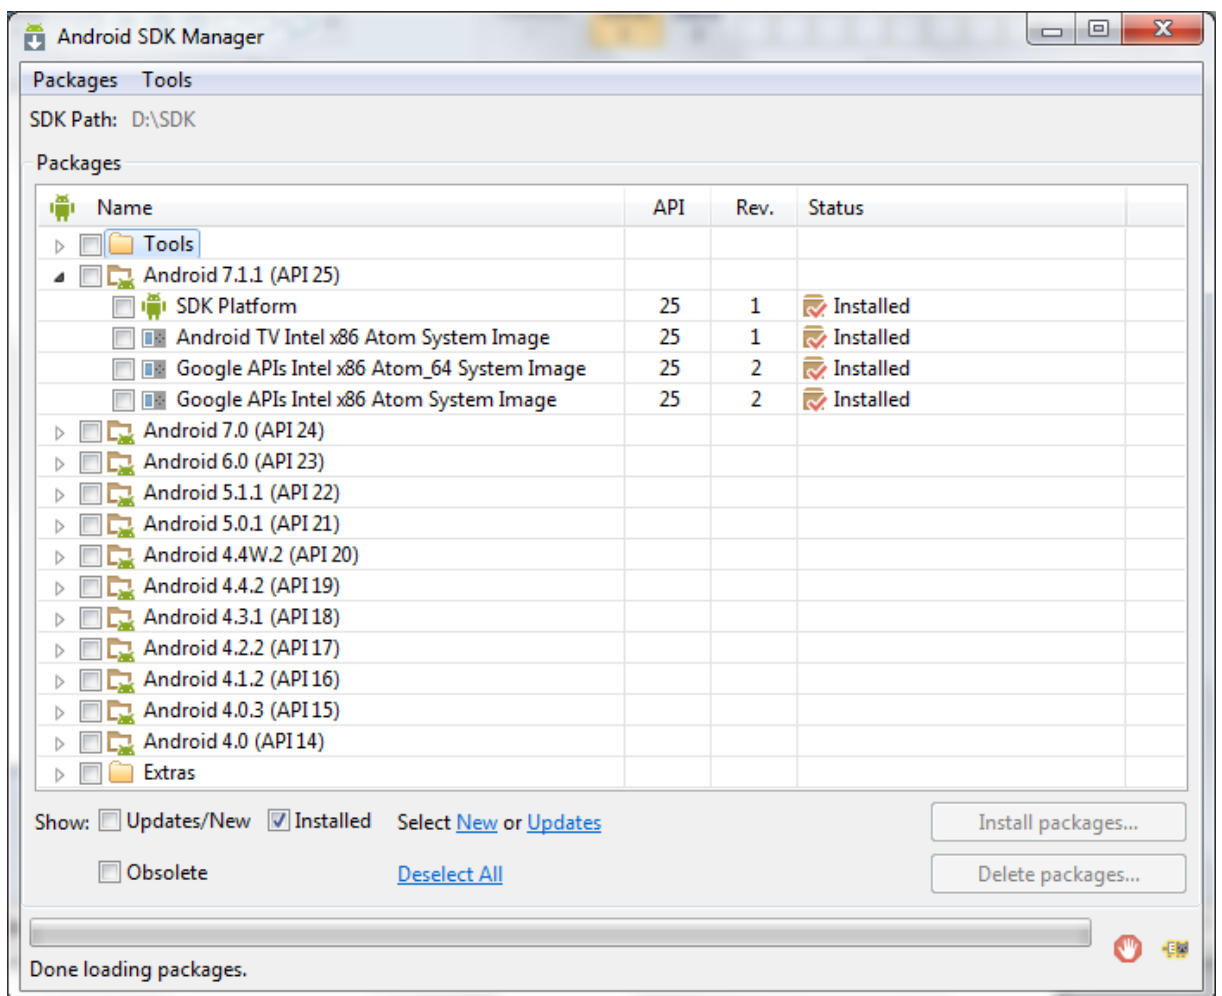 Android SDK Manager
Packages Tools
SDK Path: D:\SDK
Packages
Name API Rev. Status
Tools
Android 7.1.1 (API 25)
SDK Platform 25 1 Installed
Android TV Intel x86 Atom System Image 25 1 Installed
Google APIs Intel x86 Atom_64 System Image 25 2 Installed
Google APIs Intel x86 Atom System Image 25 2 Installed
Android 7.0 (API 24)
Android 6.0 (API 23)
Android 5.1.1 (API 22)
Android 5.0.1 (API 21)
Android 4.4W.2 (API 20)
Android 4.4.2 (API 19)
Android 4.3.1 (API 18)
Android 4.2.2 (API 17)
Android 4.1.2 (API 16)
Android 4.0.3 (API 15)
Android 4.0 (API 14)
Extras
Show: Updates/New Installed Select New or Updates Install packages...
Obsolete Deselect All Delete packages...
Done loading packages.